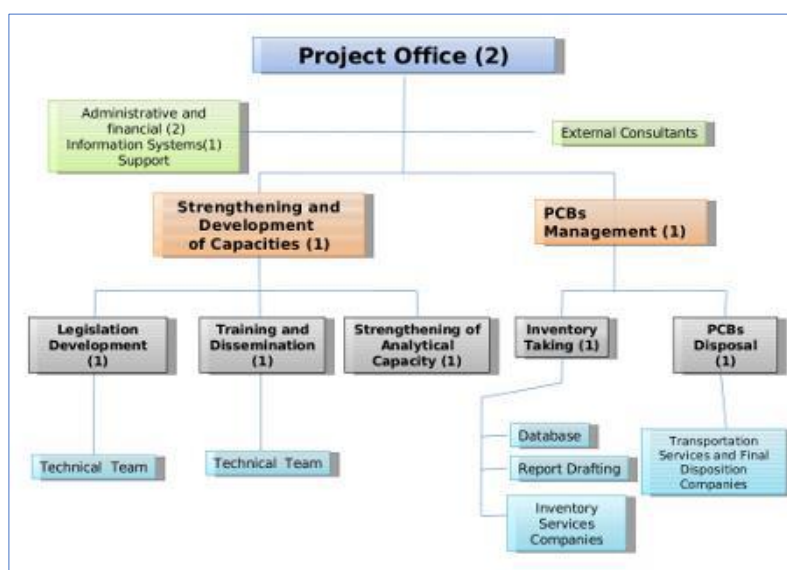 Project Office (2)
Administrative and
financial (2)
Information Systems(1)
Support
External Consultants
Strengthening and
Development
of Capacities (1)
PCBs
Management (1)
Legislation
Development
(1)
Training and
Dissemination
(1)
Strengthening of
Analytical
Capacity (1)
Inventory
Taking (1)
PCBs
Disposal
(1)
Technical Team
Technical Team
Database
Report Drafting
Inventory
Services
Companies
Transportation
Services and Final
Disposition
Companies